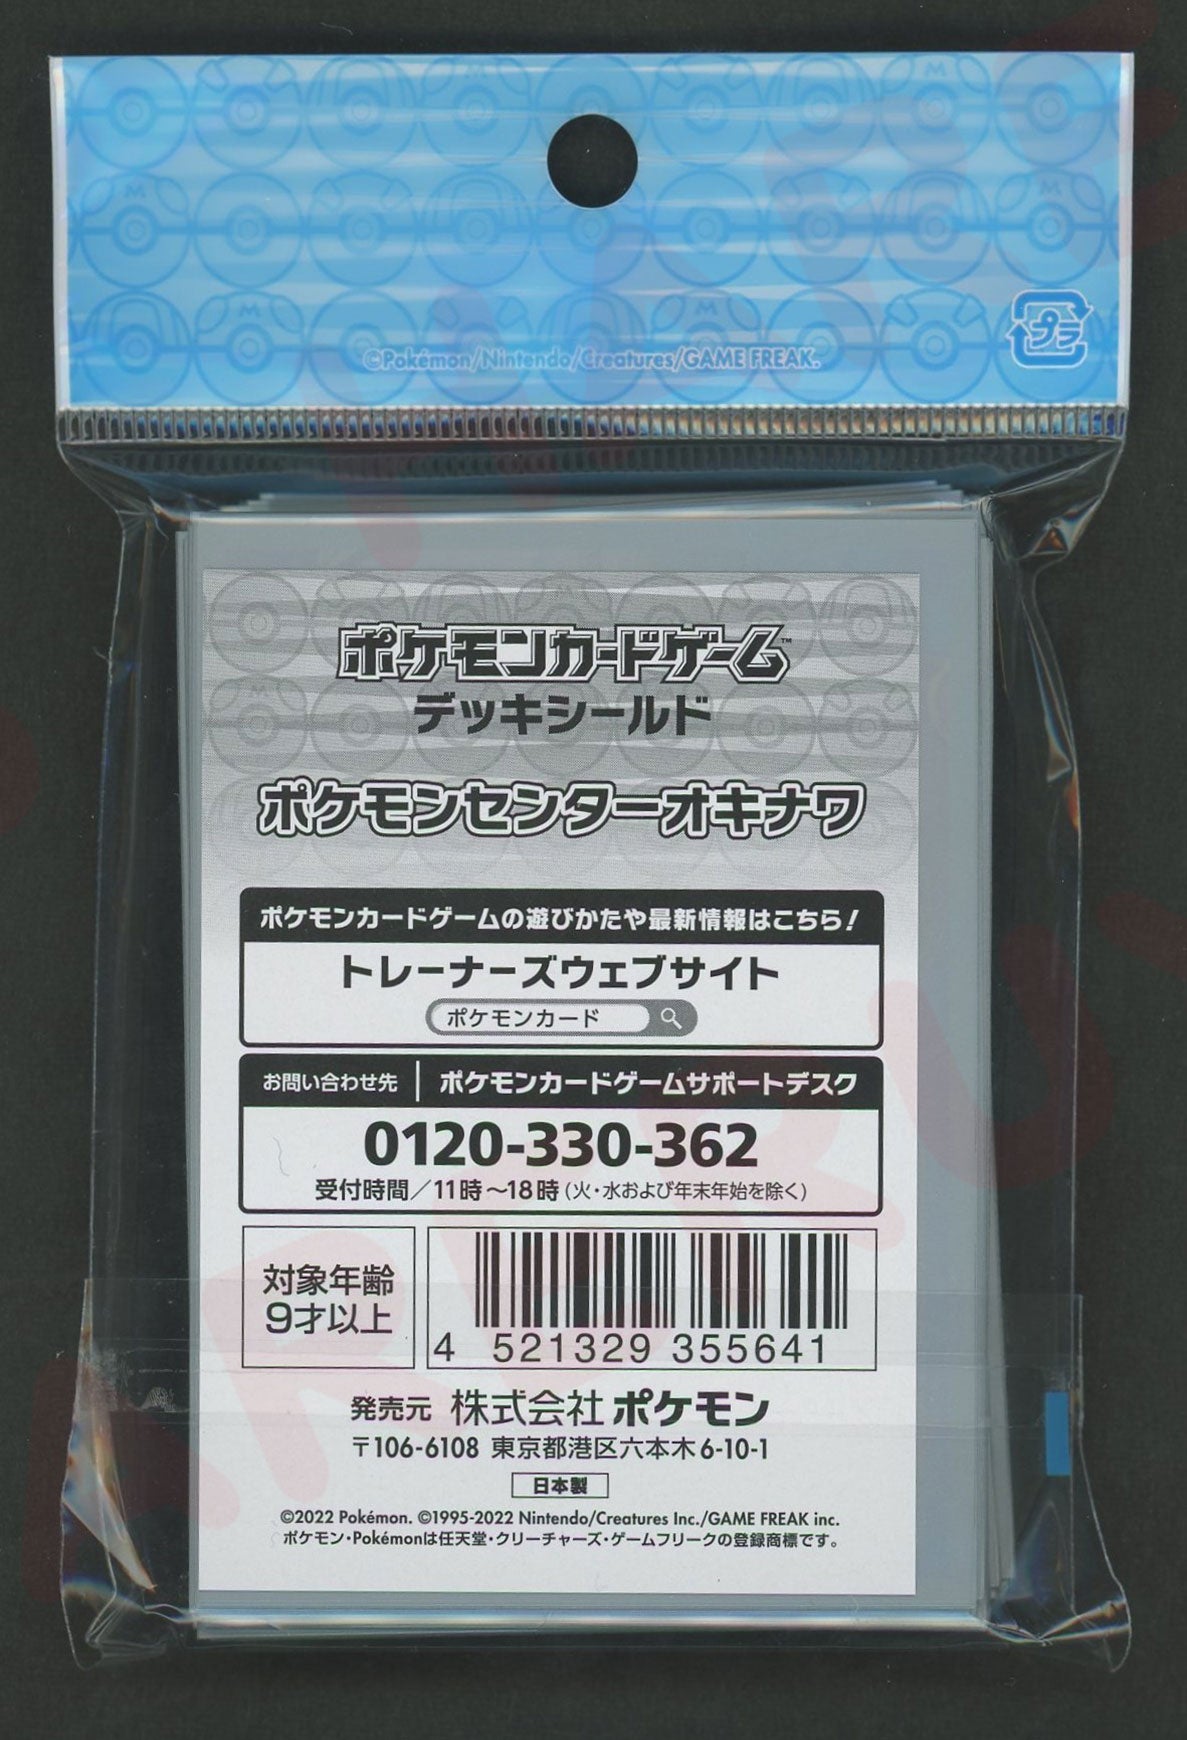 ©Pokémon/Nintendo/Creatures/GAME FREAK.
プラ
ポケモンカードゲーム™
デッキシールド
ポケモンセンターオキナワ
ポケモンカードゲームの遊びかたや最新情報はこちら!
トレーナーズウェブサイト
ポケモンカード
お問い合わせ先 ポケモンカードゲームサポートデスク
0120-330-362
受付時間/11時〜18時(火・水および年末年始を除く)
対象年齢
9才以上
4 521329 355641
発売元 株式会社ポケモン
〒106-6108 東京都港区六本木6-10-1
日本製
©2022 Pokémon. ©1995-2022 Nintendo/Creatures Inc./GAME FREAK inc.
ポケモン・Pokémonは任天堂・クリーチャーズ・ゲームフリークの登録商標です。